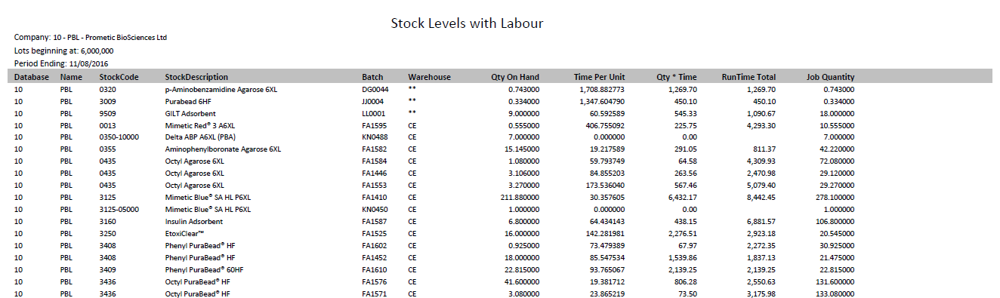 Stock Levels with Labour
Company: 10 - PBL - Prometic BioSciences Ltd
Lots beginning at: 6,000,000
Period Ending: 11/08/2016
Database Name StockCode StockDescription Batch Warehouse Qty On Hand Time Per Unit Qty * Time RunTime Total Job Quantity
10 PBL 0320 p-Aminobenzamidine Agarose 6XL DG0044 ** 0.743000 1,708.882773 1,269.70 1,269.70 0.743000
10 PBL 3009 Purabead 6HF JJ0004 ** 0.334000 1,347.604790 450.10 450.10 0.334000
10 PBL 9509 GILT Adsorbent LL0001 ** 9.000000 60.592589 545.33 1,090.67 18.000000
10 PBL 0013 Mimetic Red® 3 A6XL FA1595 CE 0.555000 406.755092 225.75 4,293.30 10.555000
10 PBL 0350-10000 Delta ABP A6XL (PBA) KN0488 CE 7.000000 0.000000 0.00 7.000000
10 PBL 0355 Aminophenylboronate Agarose 6XL FA1582 CE 15.145000 19.217589 291.05 811.37 42.220000
10 PBL 0435 Octyl Agarose 6XL FA1584 CE 1.080000 59.793749 64.58 4,309.93 72.080000
10 PBL 0435 Octyl Agarose 6XL FA1446 CE 3.106000 84.855203 263.56 2,470.98 29.120000
10 PBL 0435 Octyl Agarose 6XL FA1553 CE 3.270000 173.536040 567.46 5,079.40 29.270000
10 PBL 3125 Mimetic Blue® SA HL P6XL FA1410 CE 211.880000 30.357605 6,432.17 8,442.45 278.100000
10 PBL 3125-05000 Mimetic Blue® SA HL P6XL KN0450 CE 1.000000 0.000000 0.00 1.000000
10 PBL 3160 Insulin Adsorbent FA1587 CE 6.800000 64.434143 438.15 6,881.57 106.800000
10 PBL 3250 EtoxiClear™ FA1525 CE 16.000000 142.281981 2,276.51 2,923.18 20.545000
10 PBL 3408 Phenyl PuraBead® HF FA1602 CE 0.925000 73.479389 67.97 2,272.35 30.925000
10 PBL 3408 Phenyl PuraBead® HF FA1452 CE 18.000000 85.547534 1,539.86 1,837.13 21.475000
10 PBL 3409 Phenyl PuraBead® 60HF FA1610 CE 22.815000 93.765067 2,139.25 2,139.25 22.815000
10 PBL 3436 Octyl PuraBead® HF FA1576 CE 41.600000 19.381712 806.28 2,550.63 131.600000
10 PBL 3436 Octyl PuraBead® HF FA1571 CE 3.080000 23.865219 73.50 3,175.98 133.080000